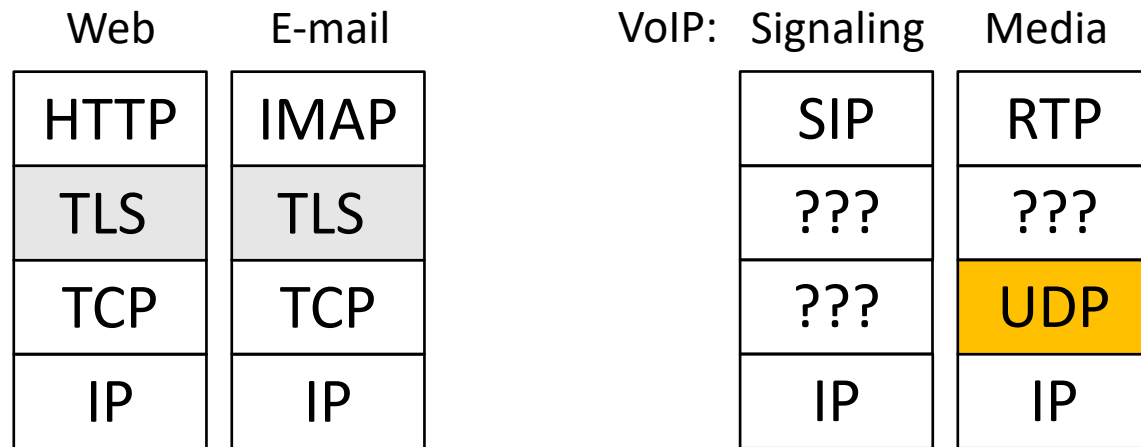 Web E-mail VoIP: Signaling Media
HTTP IMAP SIP RTP
TLS TLS ??? ???
TCP TCP ??? UDP
IP IP IP IP